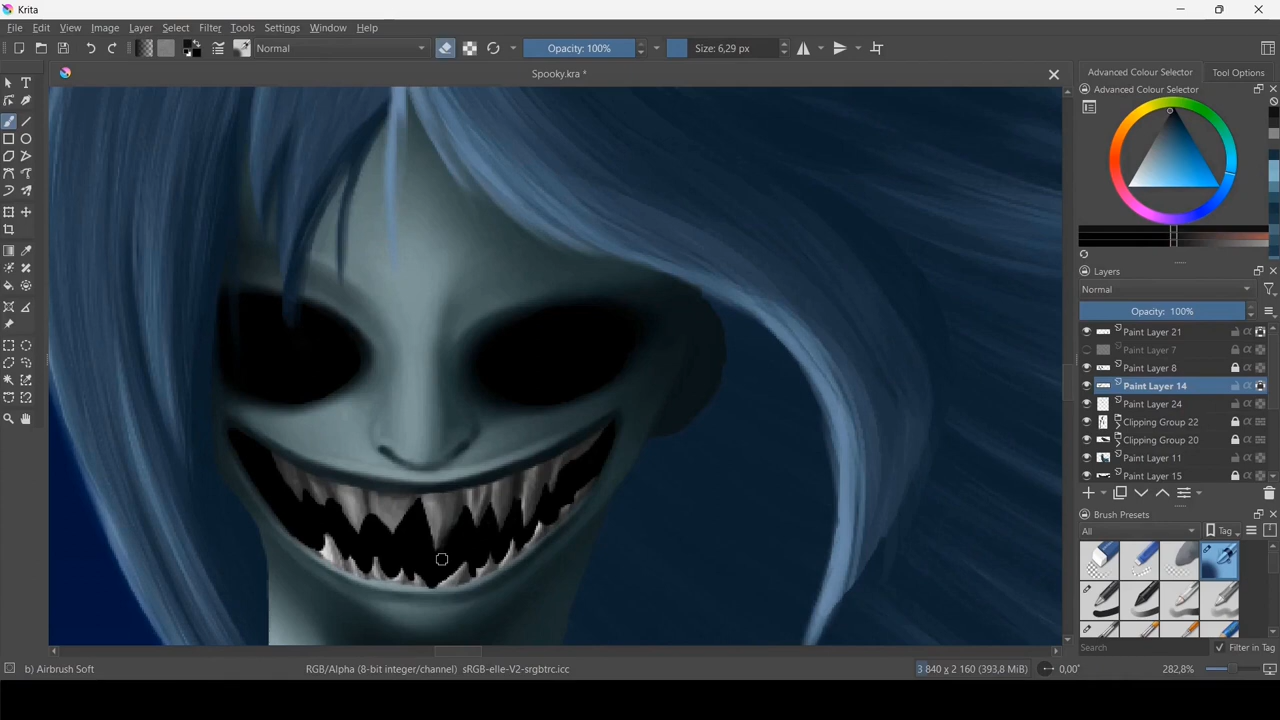 Krita
File Edit View Image Layer Select Filter Tools Settings Window Help
Normal Opacity: 100% Size: 6,29 px
Spooky.kra *
Advanced Colour Selector Tool Options
Advanced Colour Selector
Layers
Normal
Opacity: 100%
Paint Layer 21
Paint Layer 7
Paint Layer 8
Paint Layer 14
Paint Layer 24
Clipping Group 22
Clipping Group 20
Paint Layer 11
Paint Layer 15
Brush Presets
All Tag
Search Filter in Tag
b) Airbrush Soft RGB/Alpha (8-bit integer/channel) sRGB-elle-V2-srgbtrc.icc 3 840 x 2 160 (393,8 MiB) 0,00° 282,8%